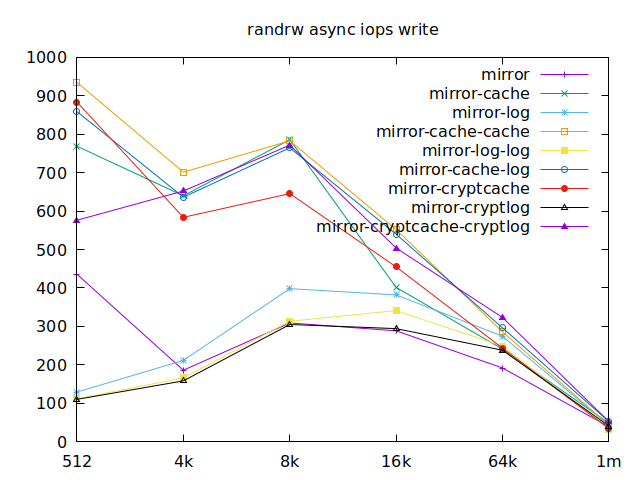 randrw async iops write
1000
900
800
700
600
500
400
300
200
100
0
512 4k 8k 16k 64k 1m
mirror
mirror-cache
mirror-log
mirror-cache-cache
mirror-log-log
mirror-cache-log
mirror-cryptcache
mirror-cryptlog
mirror-cryptcache-cryptlog